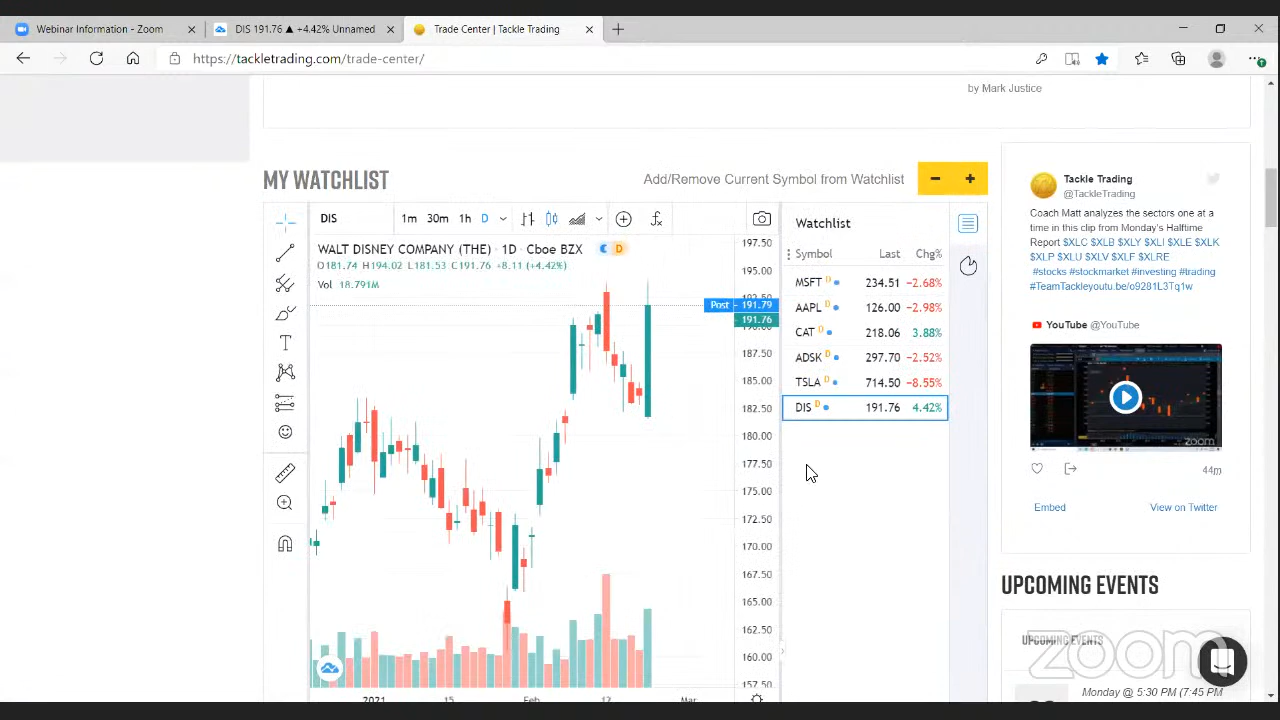 Webinar Information - Zoom
DIS 191.76 ▲ +4.42% Unnamed
Trade Center | Tackle Trading
https://tackletrading.com/trade-center/
by Mark Justice
MY WATCHLIST
Add/Remove Current Symbol from Watchlist
DIS
1m 30m 1h D
WALT DISNEY COMPANY (THE) · 1D · Cboe BZX
D
O181.74 H194.02 L181.53 C191.76 +8.11 (+4.42%)
Vol 18.791M
197.50
195.00
192.50
Post 191.79
191.76
190.00
187.50
185.00
182.50
180.00
177.50
175.00
172.50
170.00
167.50
165.00
162.50
160.00
157.50
2021 15 Feb 12 Mar
Watchlist
Symbol Last Chg%
MSFT D 234.51 −2.68%
AAPL D 126.00 −2.98%
CAT D 218.06 3.88%
ADSK D 297.70 −2.52%
TSLA D 714.50 −8.55%
DIS D 191.76 4.42%
Tackle Trading
@TackleTrading
Coach Matt analyzes the sectors one at
a time in this clip from Monday's Halftime
Report $XLC $XLB $XLY $XLI $XLE $XLK
$XLP $XLU $XLV $XLF $XLRE
#stocks #stockmarket #investing #trading
#TeamTackleyoutu.be/o9281L3Tq1w
YouTube @YouTube
zoom
44m
Embed View on Twitter
UPCOMING EVENTS
UPCOMING EVENTS
zoom
Monday @ 5:30 PM (7:45 PM